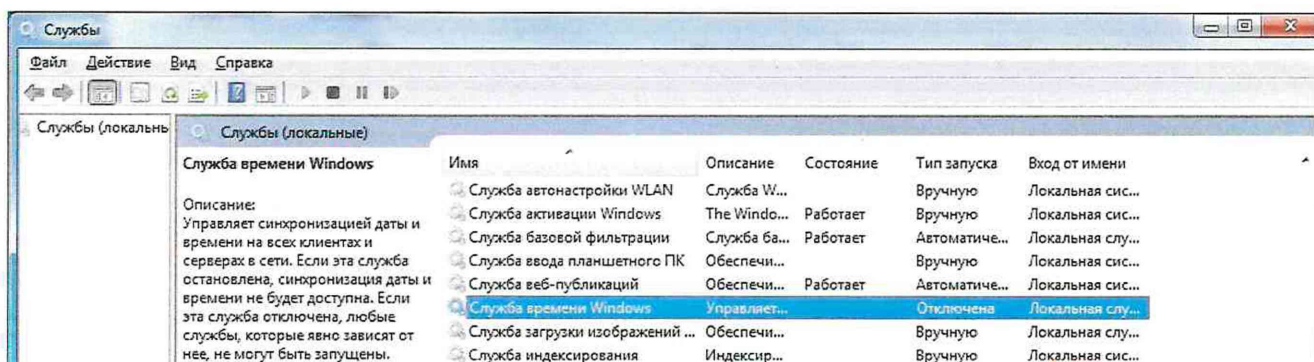 Службы
Файл Действие Вид Справка
Службы (локальнь
Службы (локальные)
Служба времени Windows
Описание:
Управляет синхронизацией даты и
времени на всех клиентах и
серверах в сети. Если эта служба
остановлена, синхронизация даты и
времени не будет доступна. Если
эта служба отключена, любые
службы, которые явно зависят от
нее, не могут быть запущены.
Имя Описание Состояние Тип запуска Вход от имени
Служба автонастройки WLAN Служба W... Вручную Локальная сис...
Служба активации Windows The Windo... Работает Вручную Локальная сис...
Служба базовой фильтрации Служба ба... Работает Автоматиче... Локальная слу...
Служба ввода планшетного ПК Обеспечи... Вручную Локальная сис...
Служба веб-публикаций Обеспечи... Работает Автоматиче... Локальная сис...
Служба времени Windows Управляет... Отключена Локальная слу...
Служба загрузки изображений ... Обеспечи... Вручную Локальная слу...
Служба индексирования Индексир... Вручную Локальная сис...